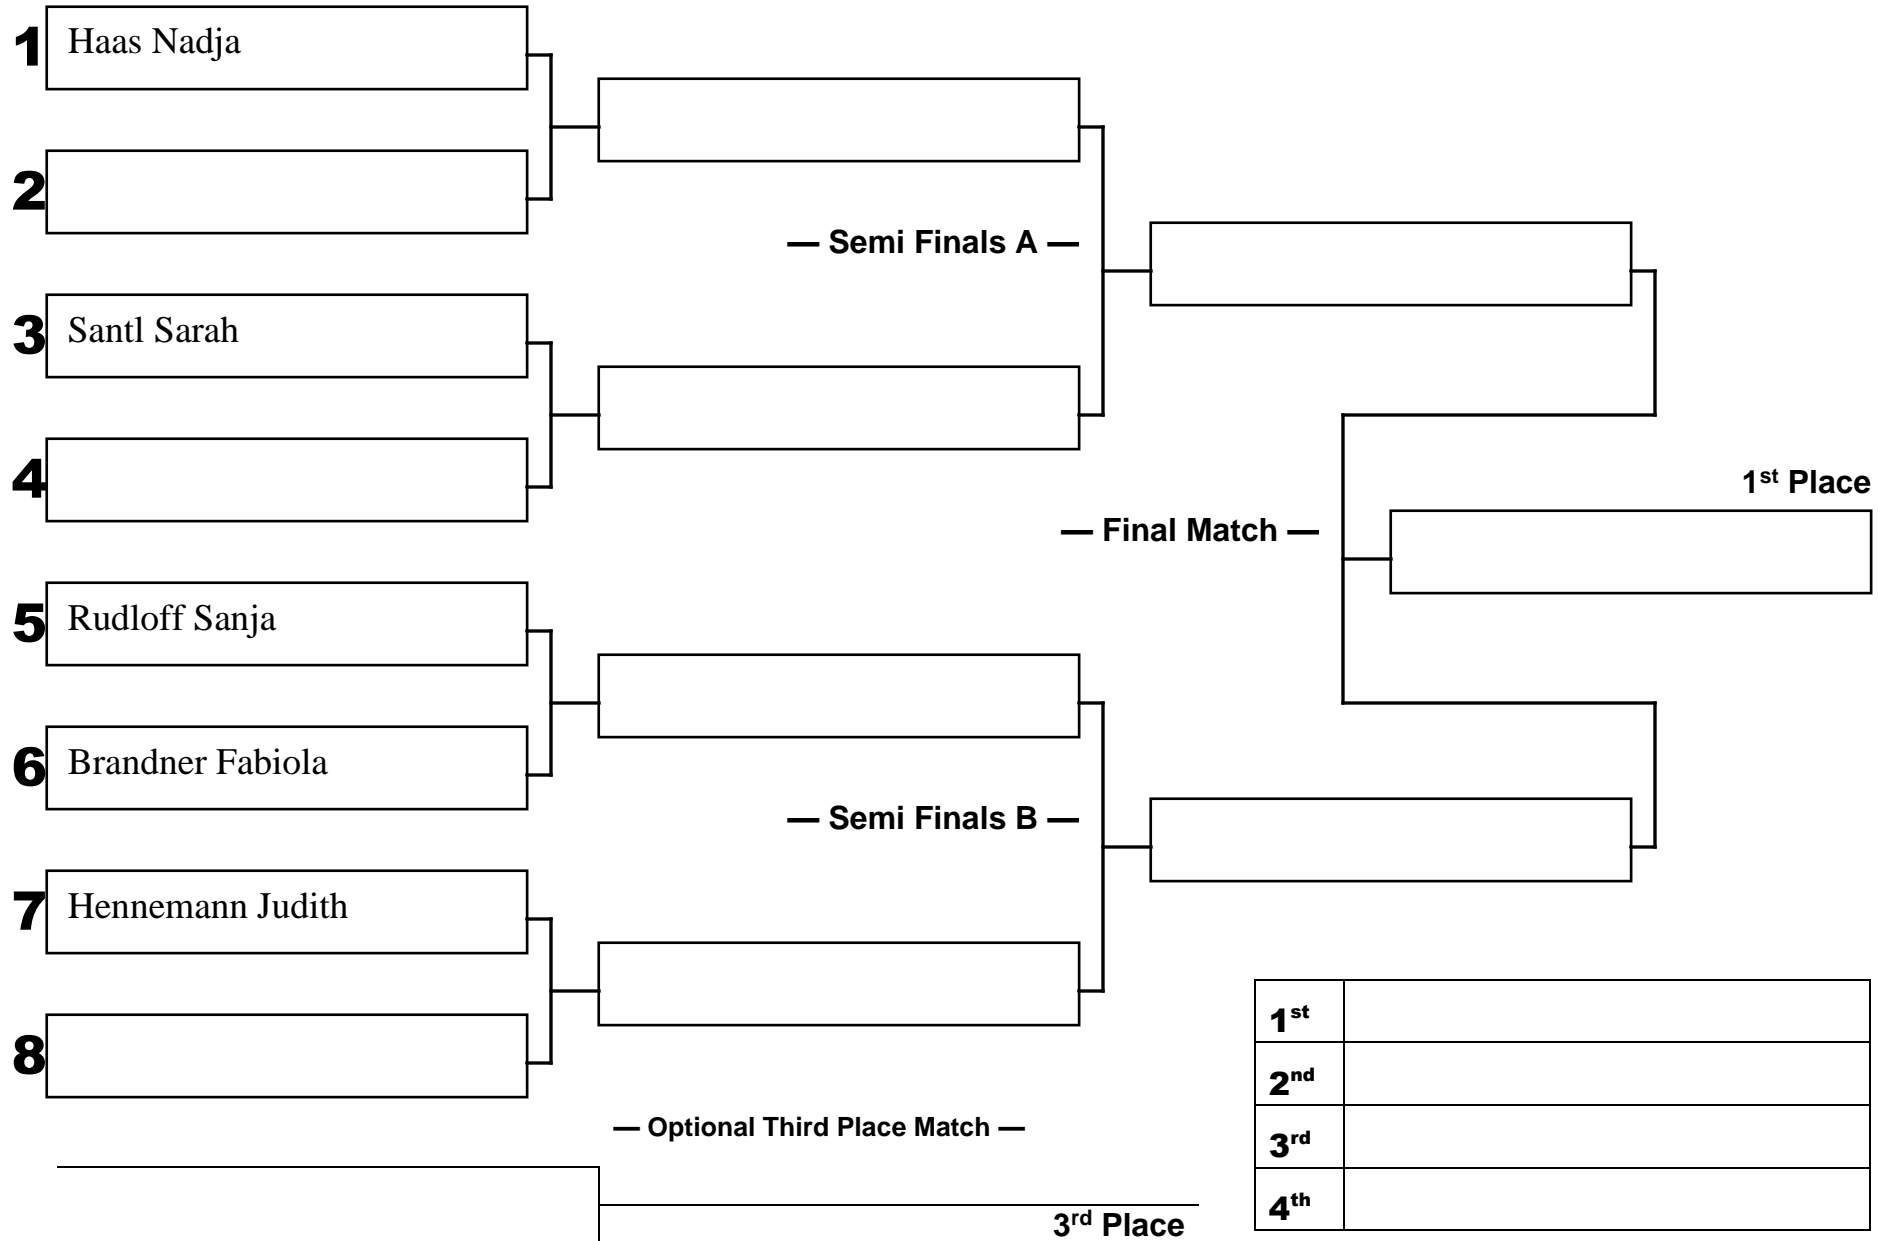 1 Haas Nadja
2
— Semi Finals A —
3 Santl Sarah
4
1st Place
— Final Match —
5 Rudloff Sanja
6 Brandner Fabiola
— Semi Finals B —
7 Hennemann Judith
8
1st
2nd
3rd
4th
— Optional Third Place Match —
3rd Place